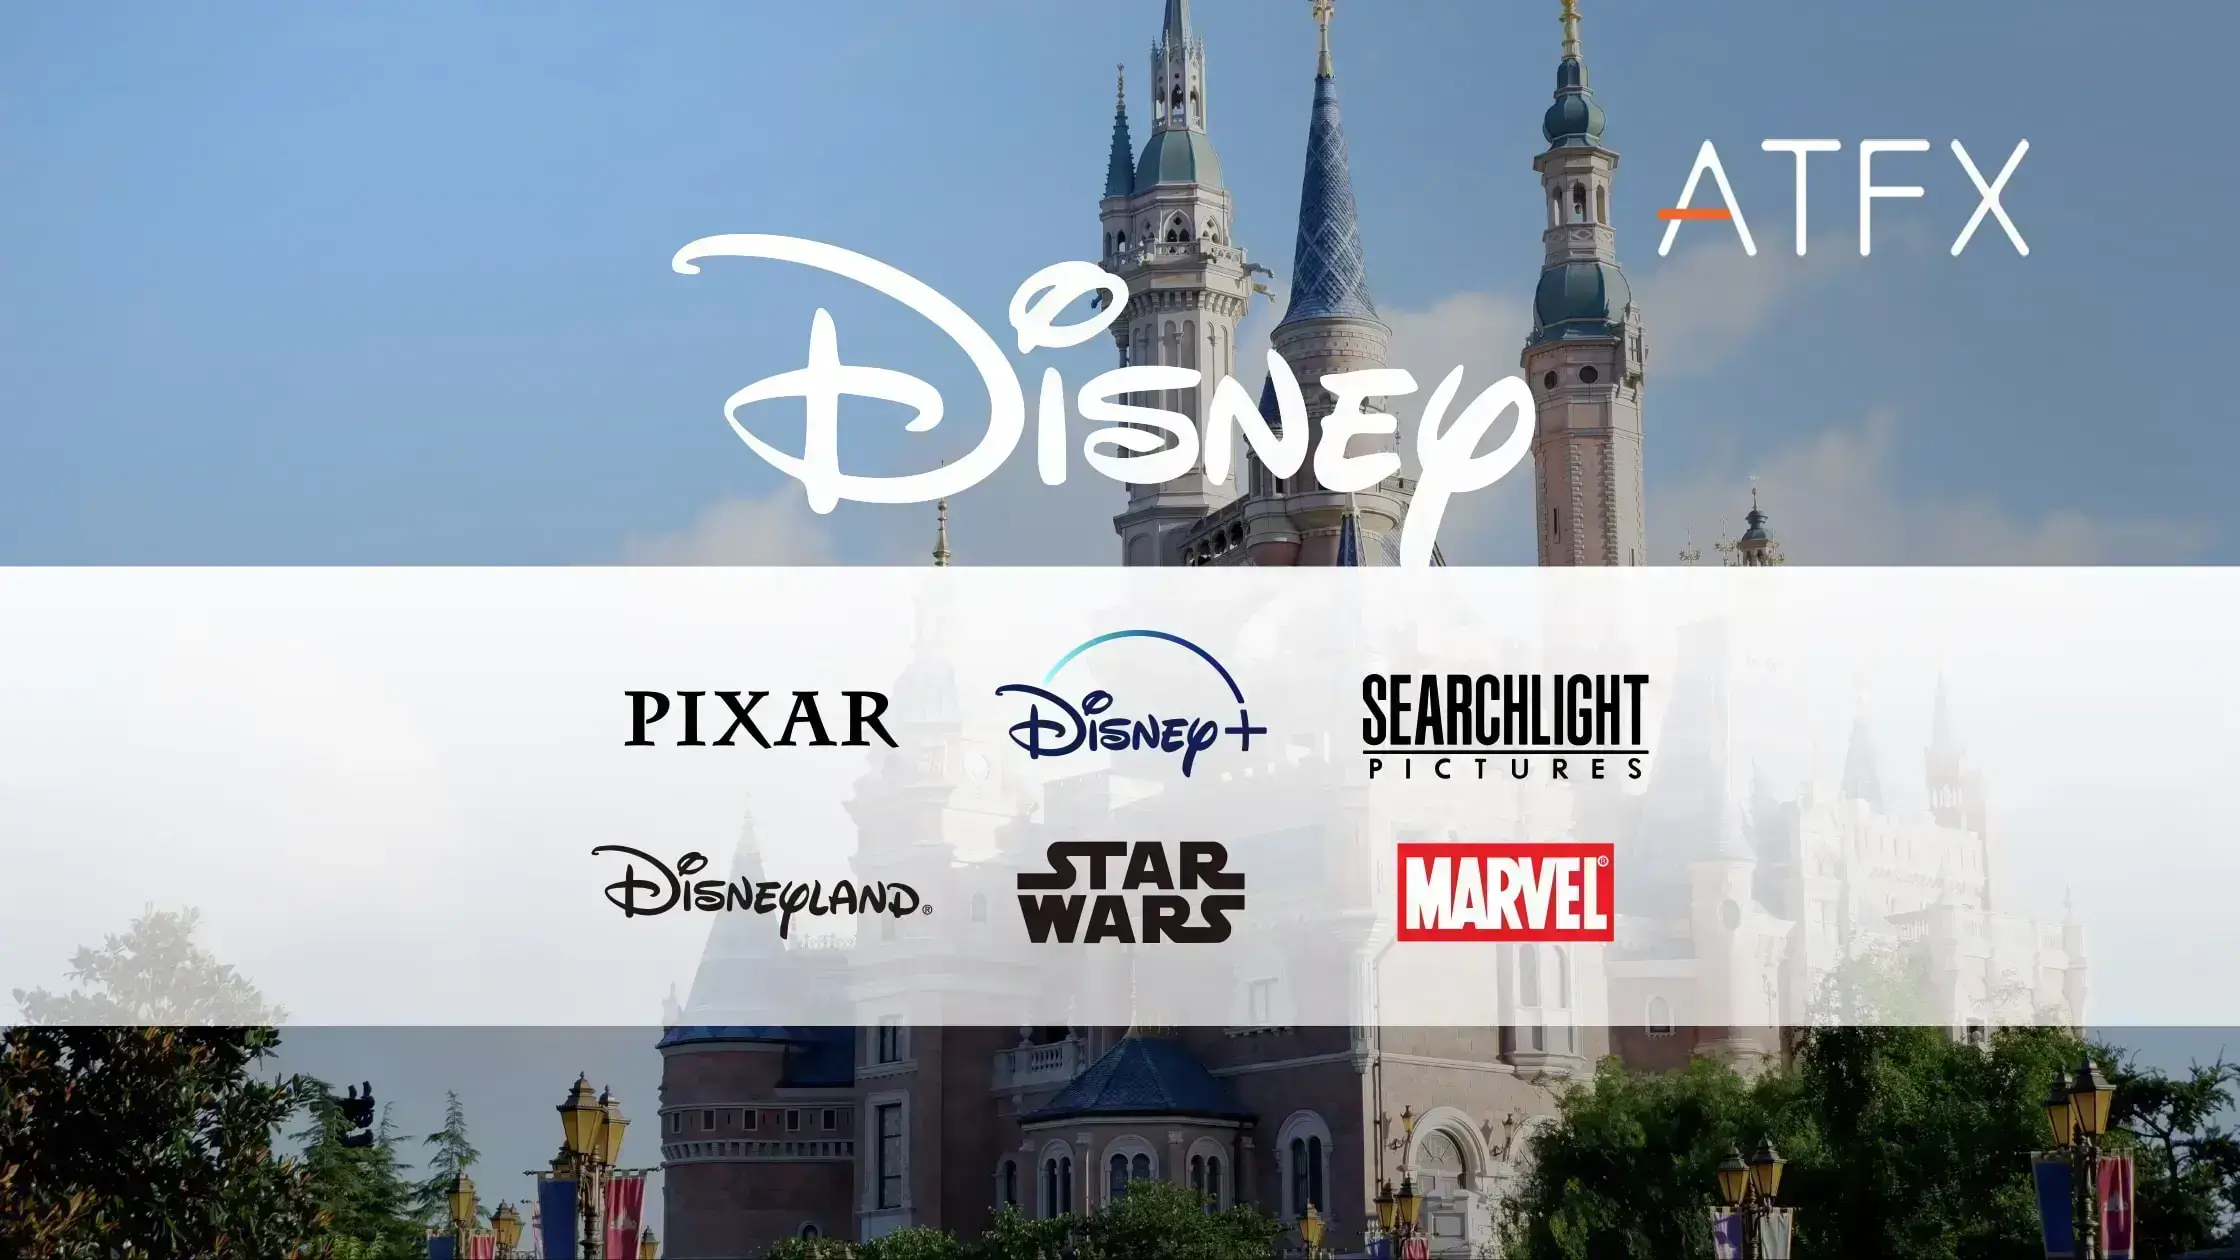 ATFX
Disney
PIXAR
Disney+
SEARCHLIGHT
PICTURES
Disneyland®
STAR
WARS
MARVEL®